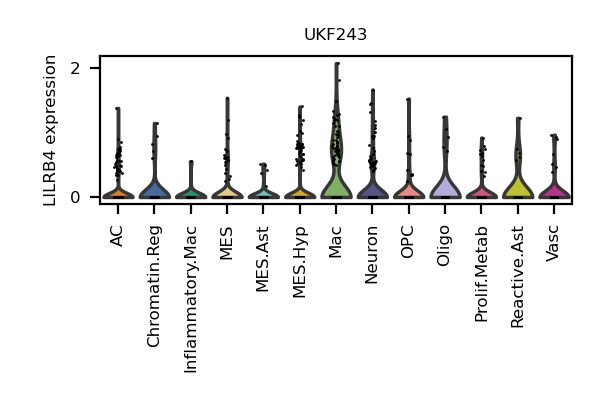 UKF243
LILRB4 expression
2
0
AC
Chromatin.Reg
Inflammatory.Mac
MES
MES.Ast
MES.Hyp
Mac
Neuron
OPC
Oligo
Prolif.Metab
Reactive.Ast
Vasc